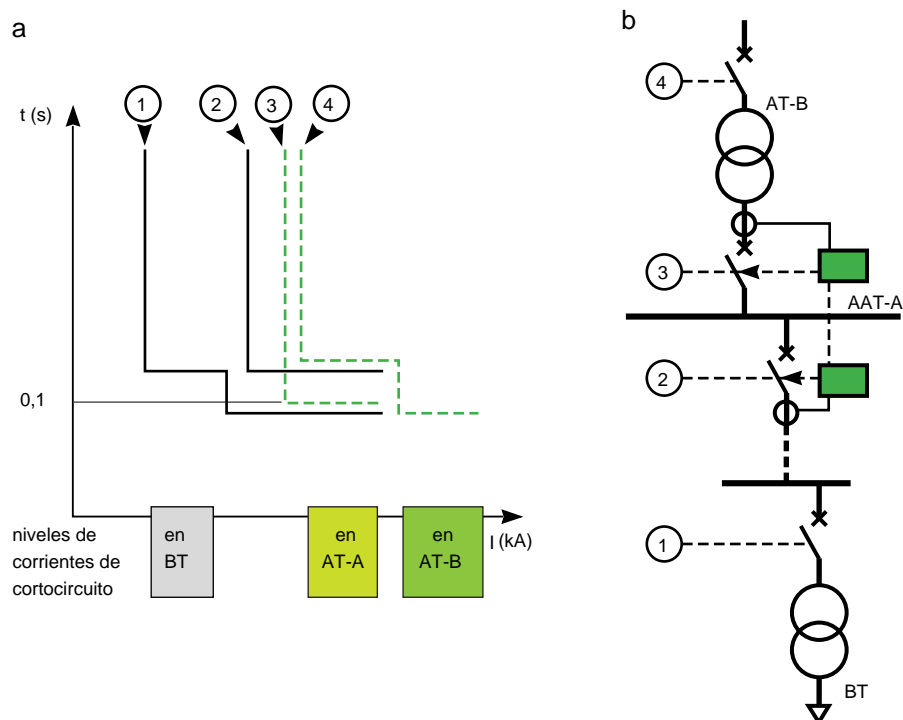 a
t (s)
1
2
3
4
0,1
niveles de
corrientes de
cortocircuito
en
BT
en
AT-A
en
AT-B
I (kA)
b
4
AT-B
3
AAT-A
2
1
BT